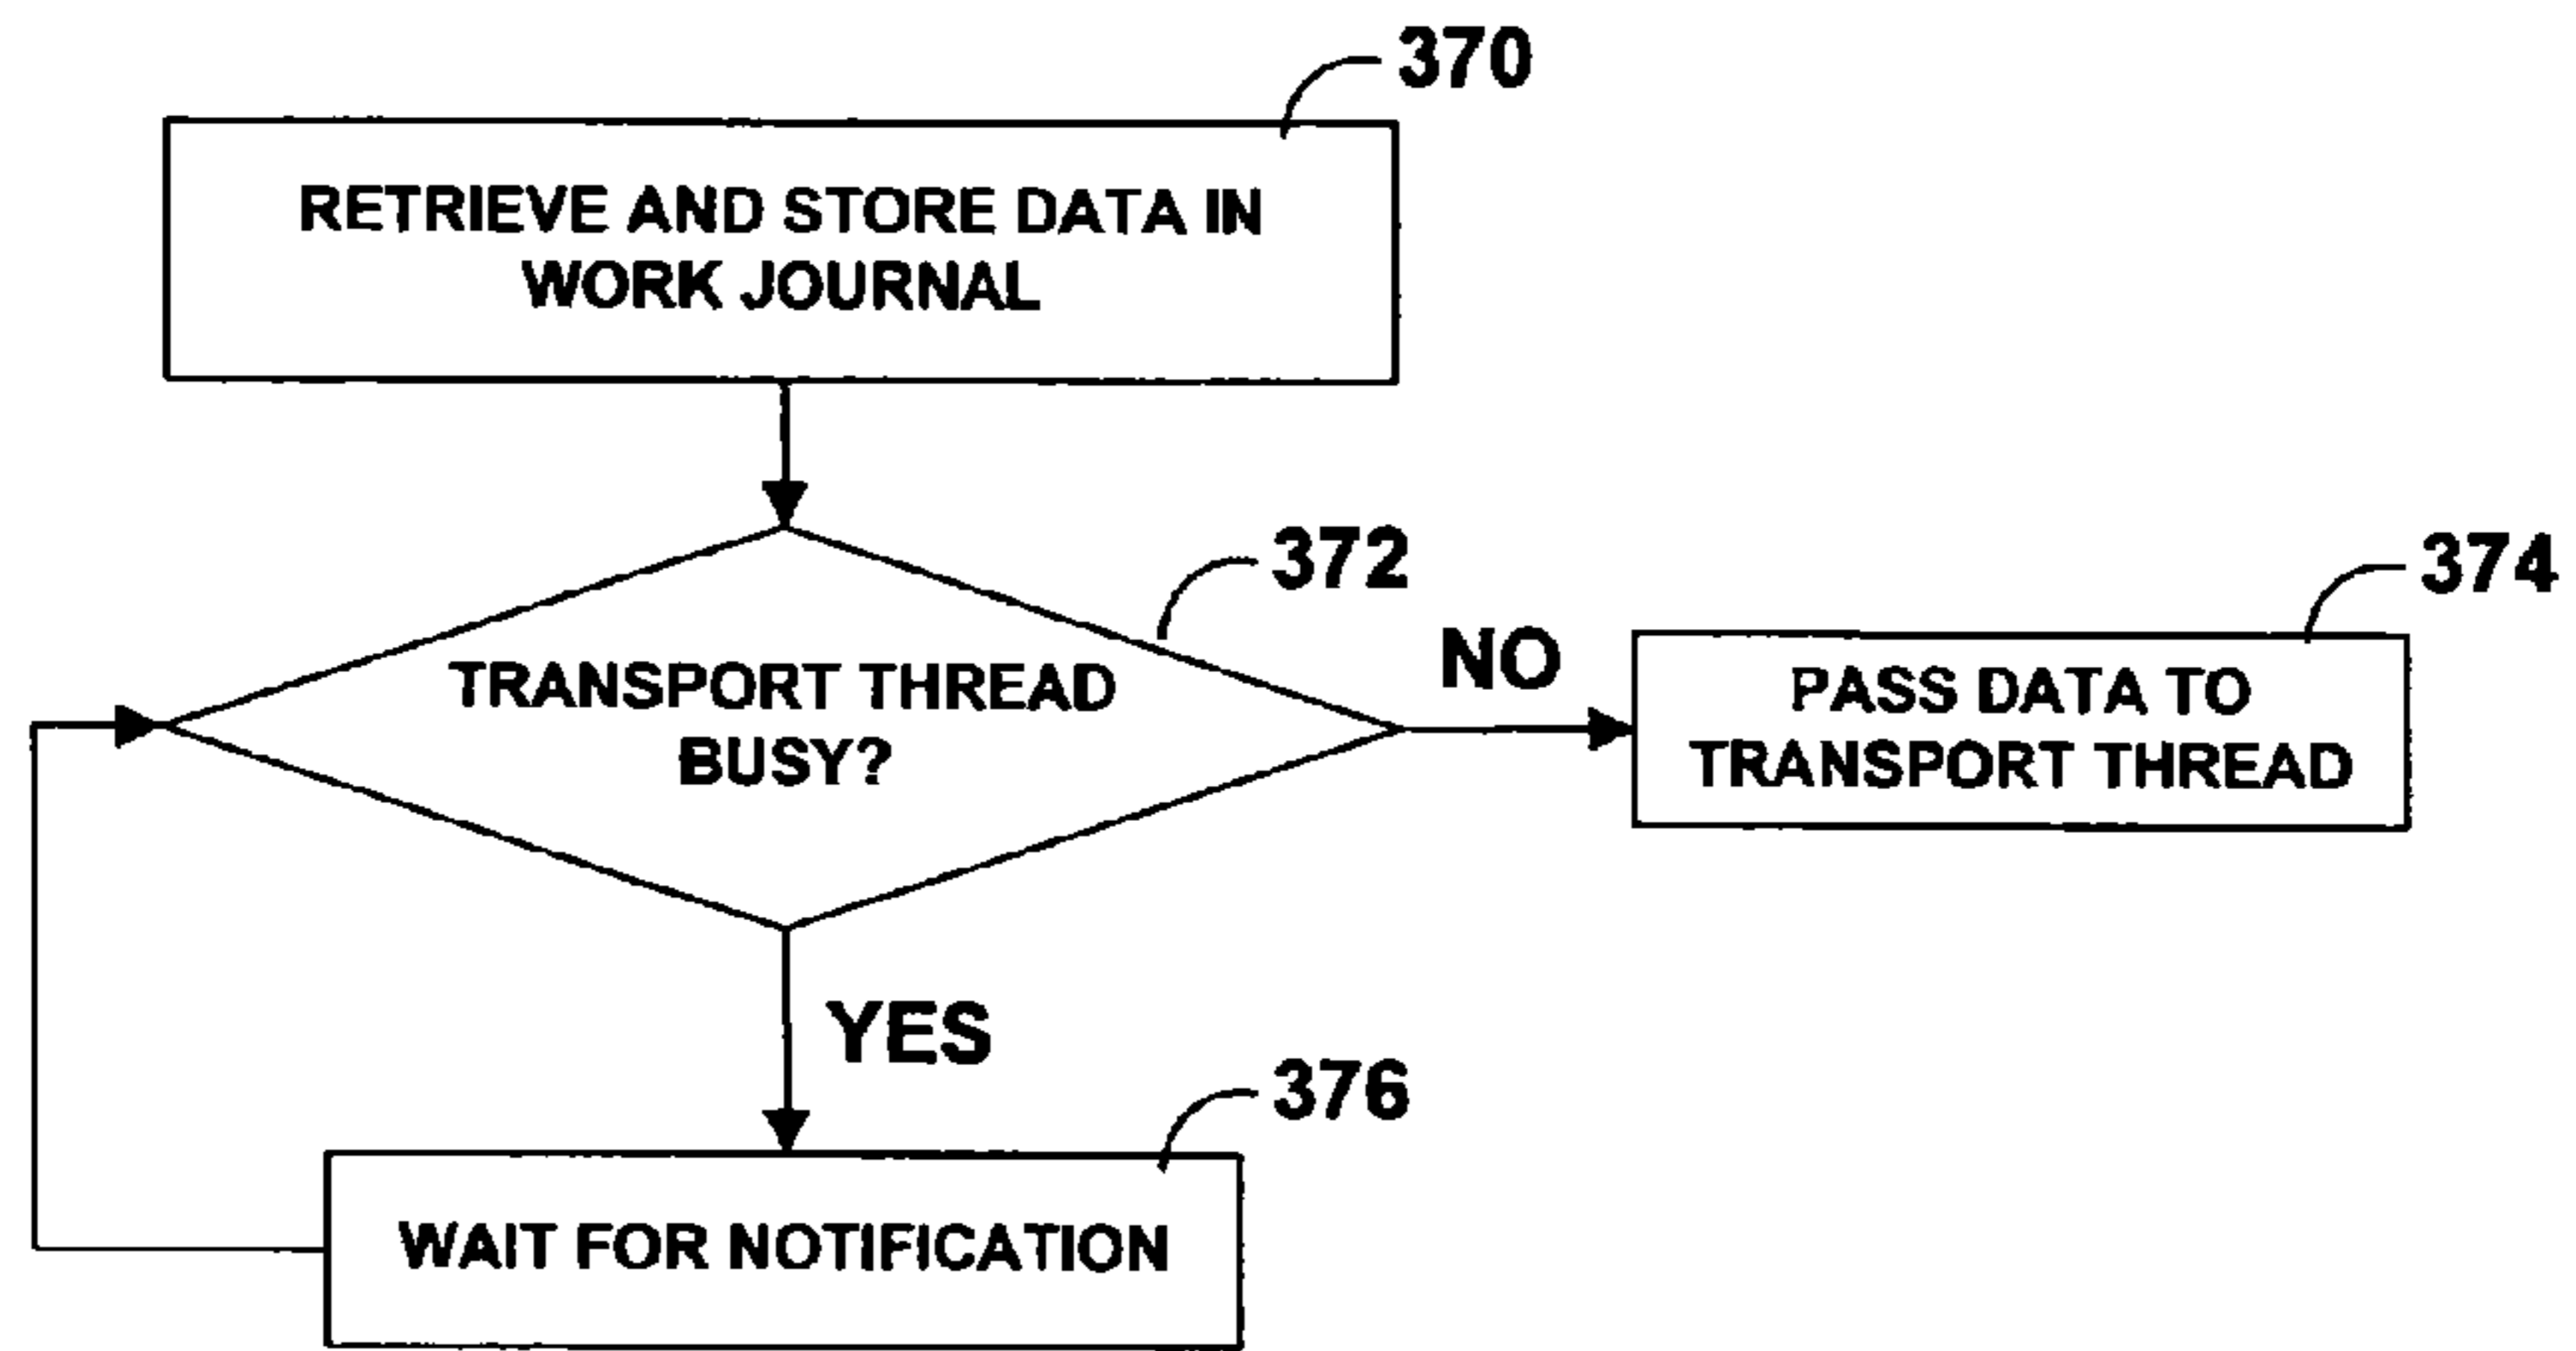 370
RETRIEVE AND STORE DATA IN
WORK JOURNAL
372
TRANSPORT THREAD
BUSY?
NO
374
PASS DATA TO
TRANSPORT THREAD
YES
376
WAIT FOR NOTIFICATION